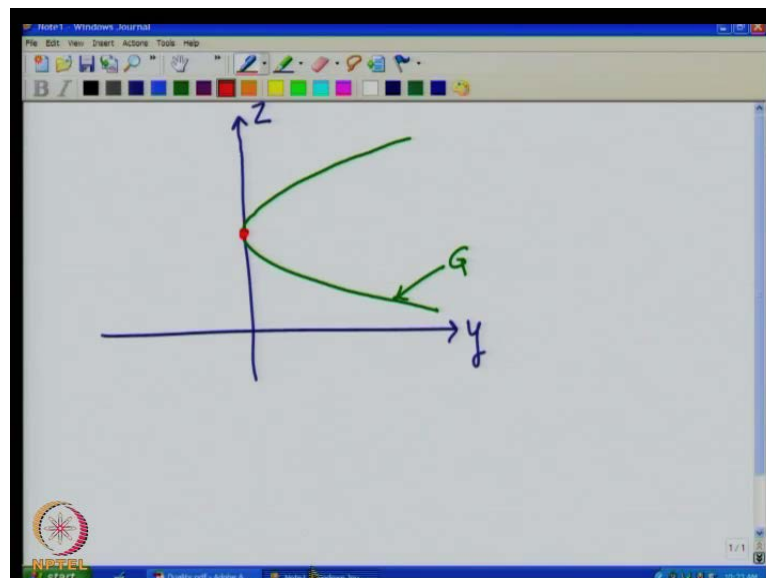 Note1 - Windows Journal
File Edit View Insert Actions Tools Help
B I
Z
G
y
1/1
NPTEL
start